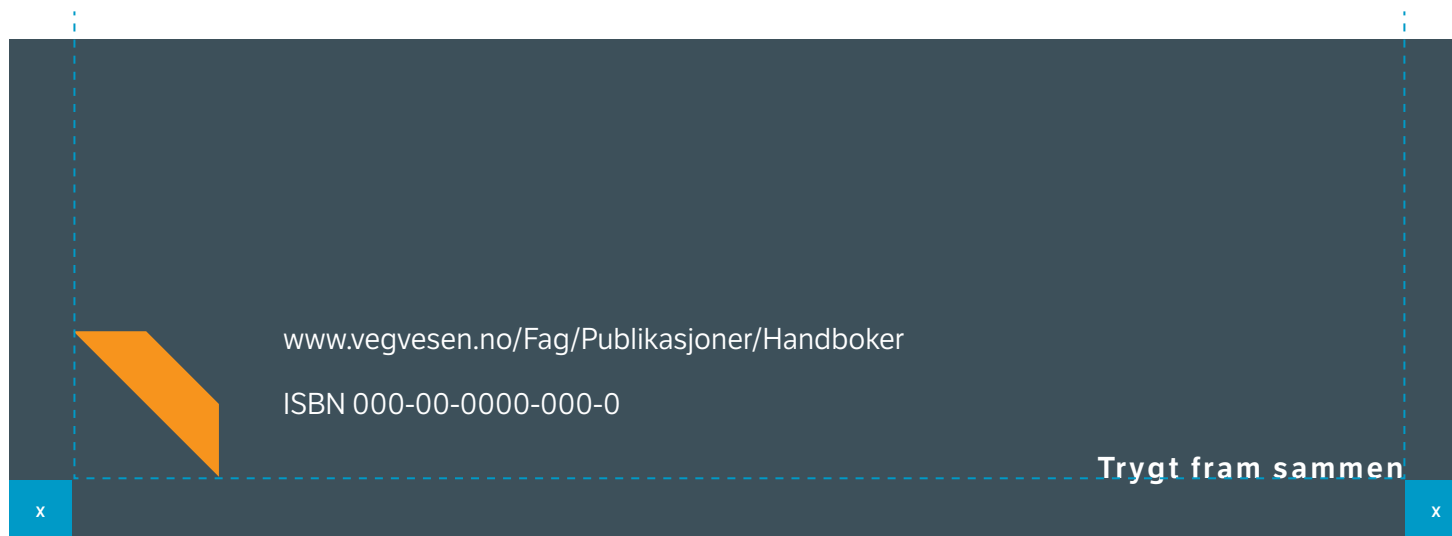 www.vegvesen.no/Fag/Publikasjoner/Handboker
ISBN 000-00-0000-000-0
Trygt fram sammen
x
x